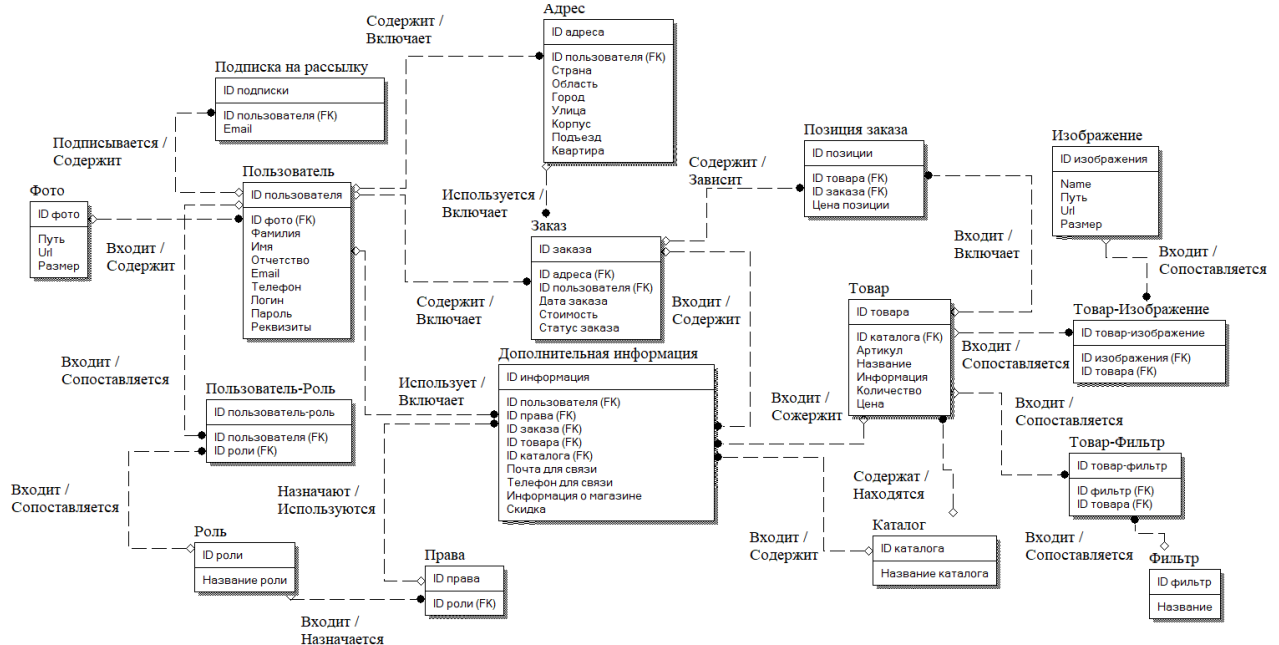 Адрес
ID адреса
ID пользователя (FK)
Страна
Область
Город
Улица
Корпус
Подъезд
Квартира
Содержит /
Включает
Подписка на рассылку
ID подписки
ID пользователя (FK)
Email
Подписывается /
Содержит
Пользователь
ID пользователя
ID фото (FK)
Фамилия
Имя
Отчетство
Email
Телефон
Логин
Пароль
Реквизиты
Фото
ID фото
Путь
Url
Размер
Входит /
Содержит
Используется /
Включает
Заказ
ID заказа
ID адреса (FK)
ID пользователя (FK)
Дата заказа
Стоимость
Статус заказа
Содержит /
Включает
Содержит /
Зависит
Позиция заказа
ID позиции
ID товара (FK)
ID заказа (FK)
Цена позиции
Изображение
ID изображения
Name
Путь
Url
Размер
Входит /
Включает
Входит /
Сопоставляется
Входит /
Содержит
Товар
ID товара
ID каталога (FK)
Артикул
Название
Информация
Количество
Цена
Товар-Изображение
ID товар-изображение
ID изображения (FK)
ID товара (FK)
Входит /
Сопоставляется
Дополнительная информация
ID информация
ID пользователя (FK)
ID права (FK)
ID заказа (FK)
ID товара (FK)
ID каталога (FK)
Почта для связи
Телефон для связи
Информация о магазине
Скидка
Входит /
Сопоставляется
Пользователь-Роль
ID пользователь-роль
ID пользователя (FK)
ID роли (FK)
Использует /
Включает
Входит /
Сожержит
Входит /
Сопоставляется
Товар-Фильтр
ID товар-фильтр
ID фильтр (FK)
ID товара (FK)
Входит /
Сопоставляется
Назначают /
Используются
Содержат /
Находятся
Роль
ID роли
Название роли
Права
ID права
ID роли (FK)
Входит /
Назначается
Входит /
Содержит
Каталог
ID каталога
Название каталога
Входит /
Сопоставляется
Фильтр
ID фильтр
Название